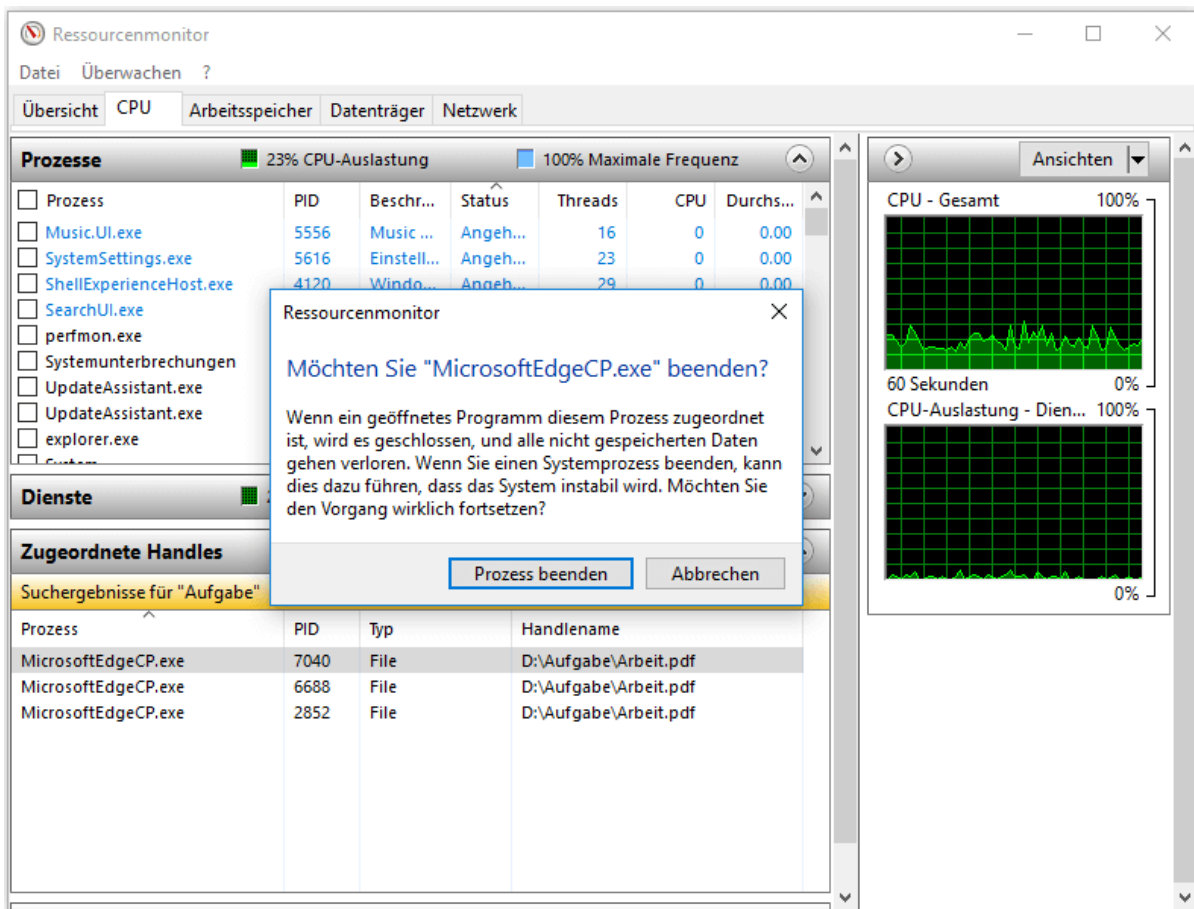 Ressourcenmonitor
Datei Überwachen ?
Übersicht CPU Arbeitsspeicher Datenträger Netzwerk
Prozesse 23% CPU-Auslastung 100% Maximale Frequenz
Prozess PID Beschr... Status Threads CPU Durchs...
Music.UI.exe 5556 Music ... Angeh... 16 0 0.00
SystemSettings.exe 5616 Einstell... Angeh... 23 0 0.00
ShellExperienceHost.exe 4120 Windo... Angeh... 29 0 0.00
SearchUI.exe
perfmon.exe
Systemunterbrechungen
UpdateAssistant.exe
UpdateAssistant.exe
explorer.exe
System
Ressourcenmonitor
Möchten Sie "MicrosoftEdgeCP.exe" beenden?
Wenn ein geöffnetes Programm diesem Prozess zugeordnet
ist, wird es geschlossen, und alle nicht gespeicherten Daten
gehen verloren. Wenn Sie einen Systemprozess beenden, kann
dies dazu führen, dass das System instabil wird. Möchten Sie
den Vorgang wirklich fortsetzen?
Prozess beenden Abbrechen
Dienste
Zugeordnete Handles
Suchergebnisse für "Aufgabe"
Prozess PID Typ Handlename
MicrosoftEdgeCP.exe 7040 File D:\Aufgabe\Arbeit.pdf
MicrosoftEdgeCP.exe 6688 File D:\Aufgabe\Arbeit.pdf
MicrosoftEdgeCP.exe 2852 File D:\Aufgabe\Arbeit.pdf
Ansichten
CPU - Gesamt 100%
60 Sekunden 0%
CPU-Auslastung - Dien... 100%
0%